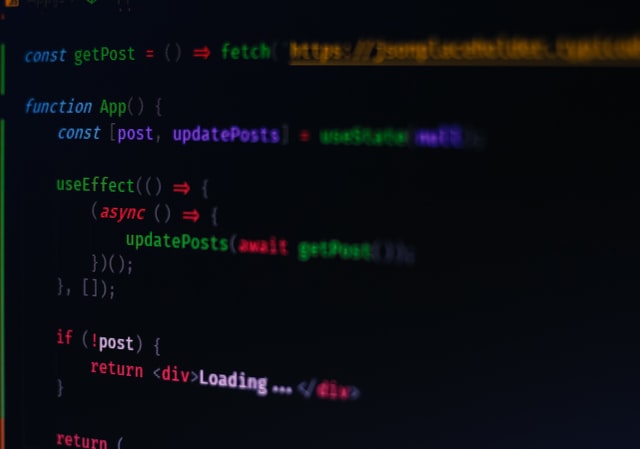 const getPost = () => fetch(`https://jsonplaceholder.typicode
function App() {
const [post, updatePosts] = useState(null);
useEffect(() => {
(async () => {
updatePosts(await getPost());
})();
}, []);
if (!post) {
return <div>Loading...</div>
}
return (